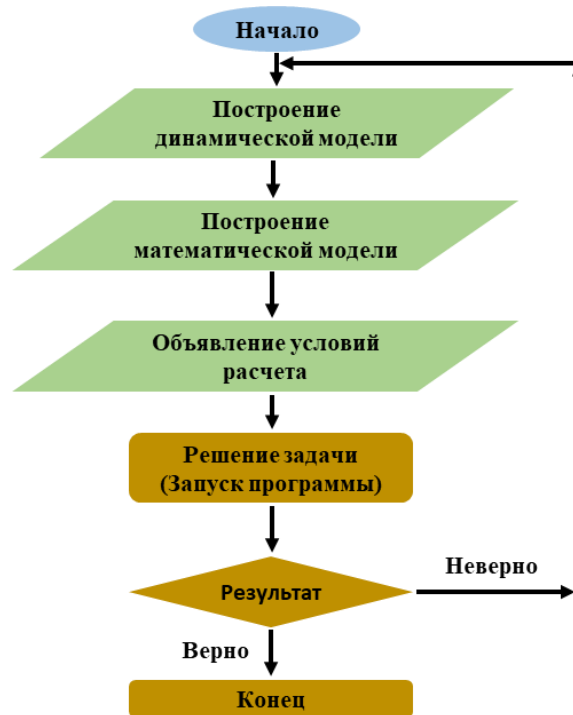 Начало
Построение
динамической модели
Построение
математической модели
Объявление условий
расчета
Решение задачи
(Запуск программы)
Неверно
Результат
Верно
Конец